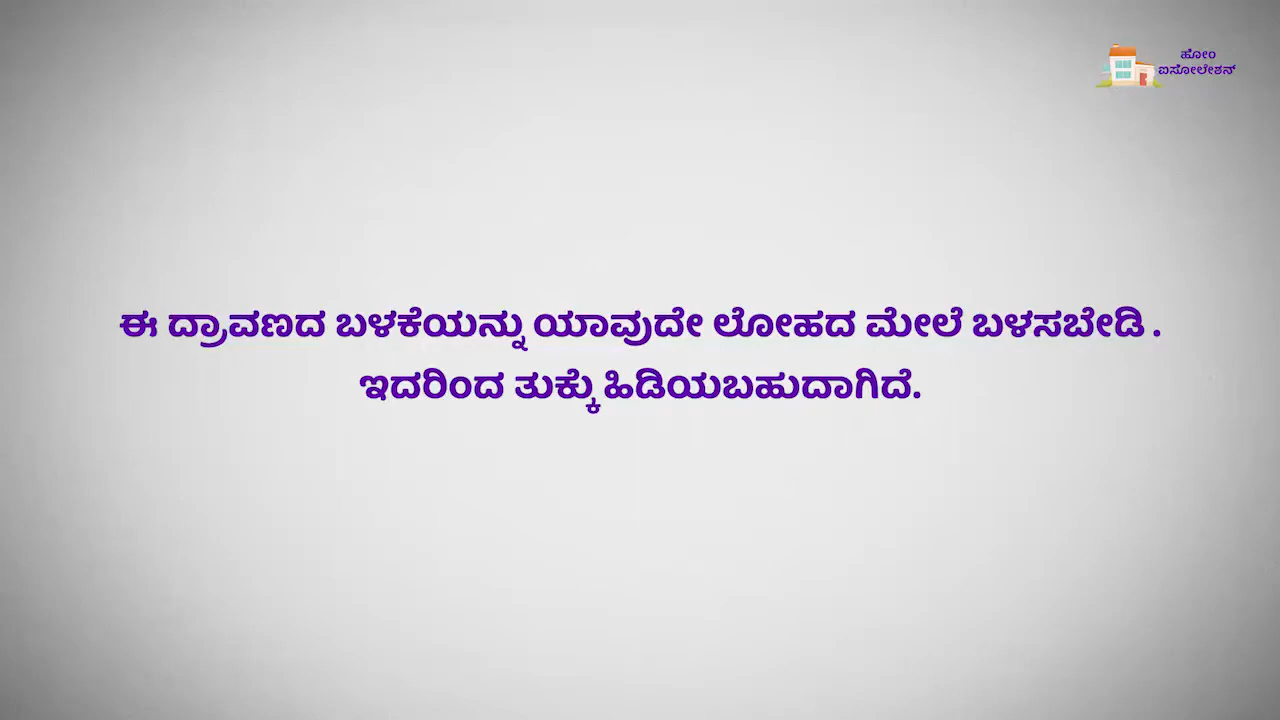 ಹೋಂ
ಐಸೋಲೇಶನ್
ಈ ದ್ರಾವಣದ ಬಳಕೆಯನ್ನು ಯಾವುದೇ ಲೋಹದ ಮೇಲೆ ಬಳಸಬೇಡಿ .
ಇದರಿಂದ ತುಕ್ಕು ಹಿಡಿಯಬಹುದಾಗಿದೆ.